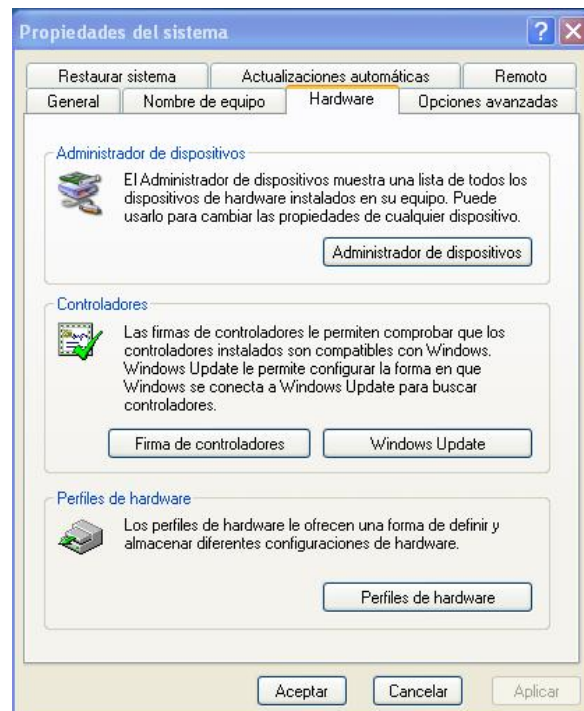 Propiedades del sistema
Restaurar sistema Actualizaciones automáticas Remoto
General Nombre de equipo Hardware Opciones avanzadas
Administrador de dispositivos
El Administrador de dispositivos muestra una lista de todos los
dispositivos de hardware instalados en su equipo. Puede
usarlo para cambiar las propiedades de cualquier dispositivo.
Administrador de dispositivos
Controladores
Las firmas de controladores le permiten comprobar que los
controladores instalados son compatibles con Windows.
Windows Update le permite configurar la forma en que
Windows se conecta a Windows Update para buscar
controladores.
Firma de controladores Windows Update
Perfiles de hardware
Los perfiles de hardware le ofrecen una forma de definir y
almacenar diferentes configuraciones de hardware.
Perfiles de hardware
Aceptar Cancelar Aplicar